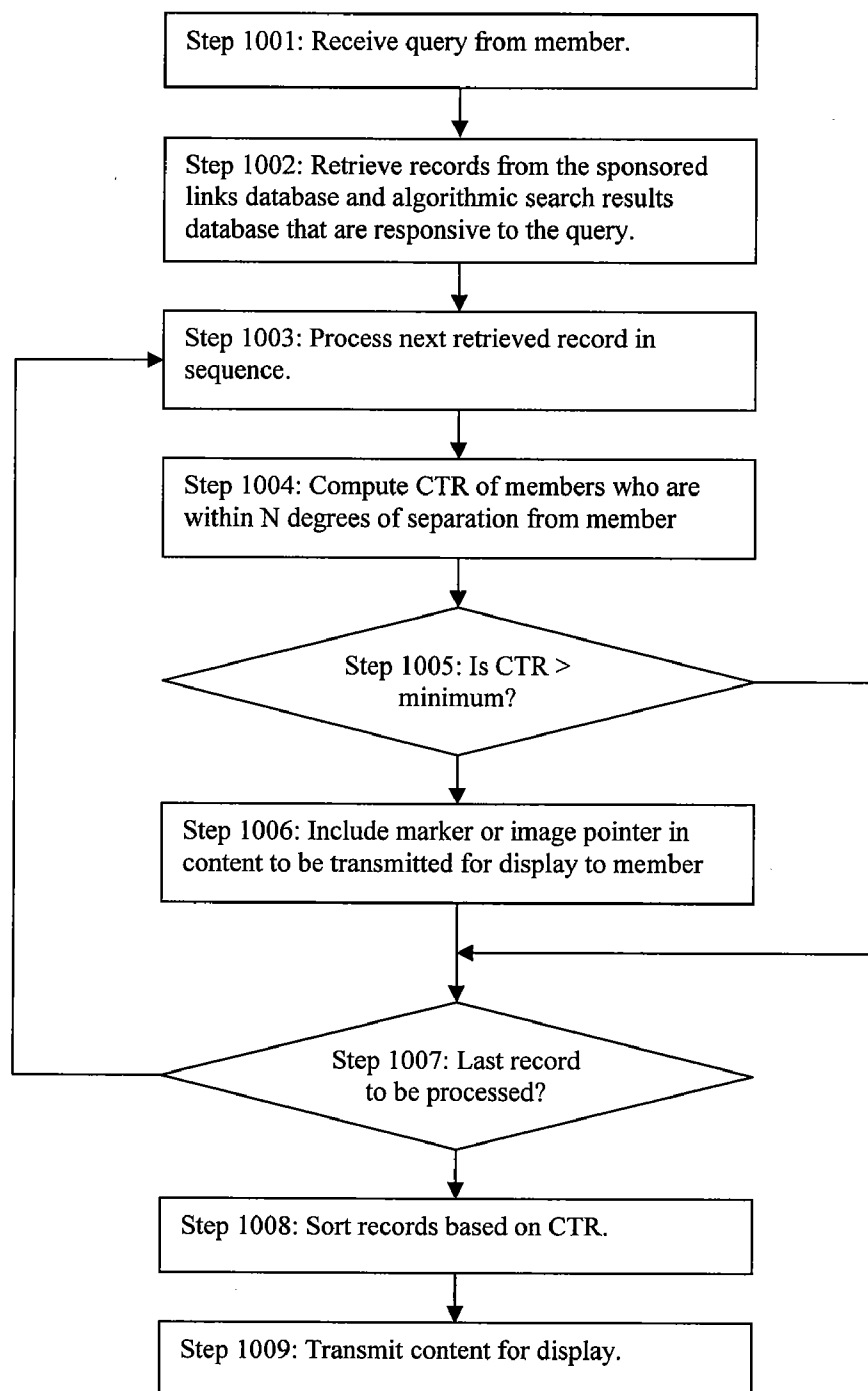 Step 1001: Receive query from member.
Step 1002: Retrieve records from the sponsored
links database and algorithmic search results
database that are responsive to the query.
Step 1003: Process next retrieved record in
sequence.
Step 1004: Compute CTR of members who are
within N degrees of separation from member
Step 1005: Is CTR >
minimum?
Step 1006: Include marker or image pointer in
content to be transmitted for display to member
Step 1007: Last record
to be processed?
Step 1008: Sort records based on CTR.
Step 1009: Transmit content for display.